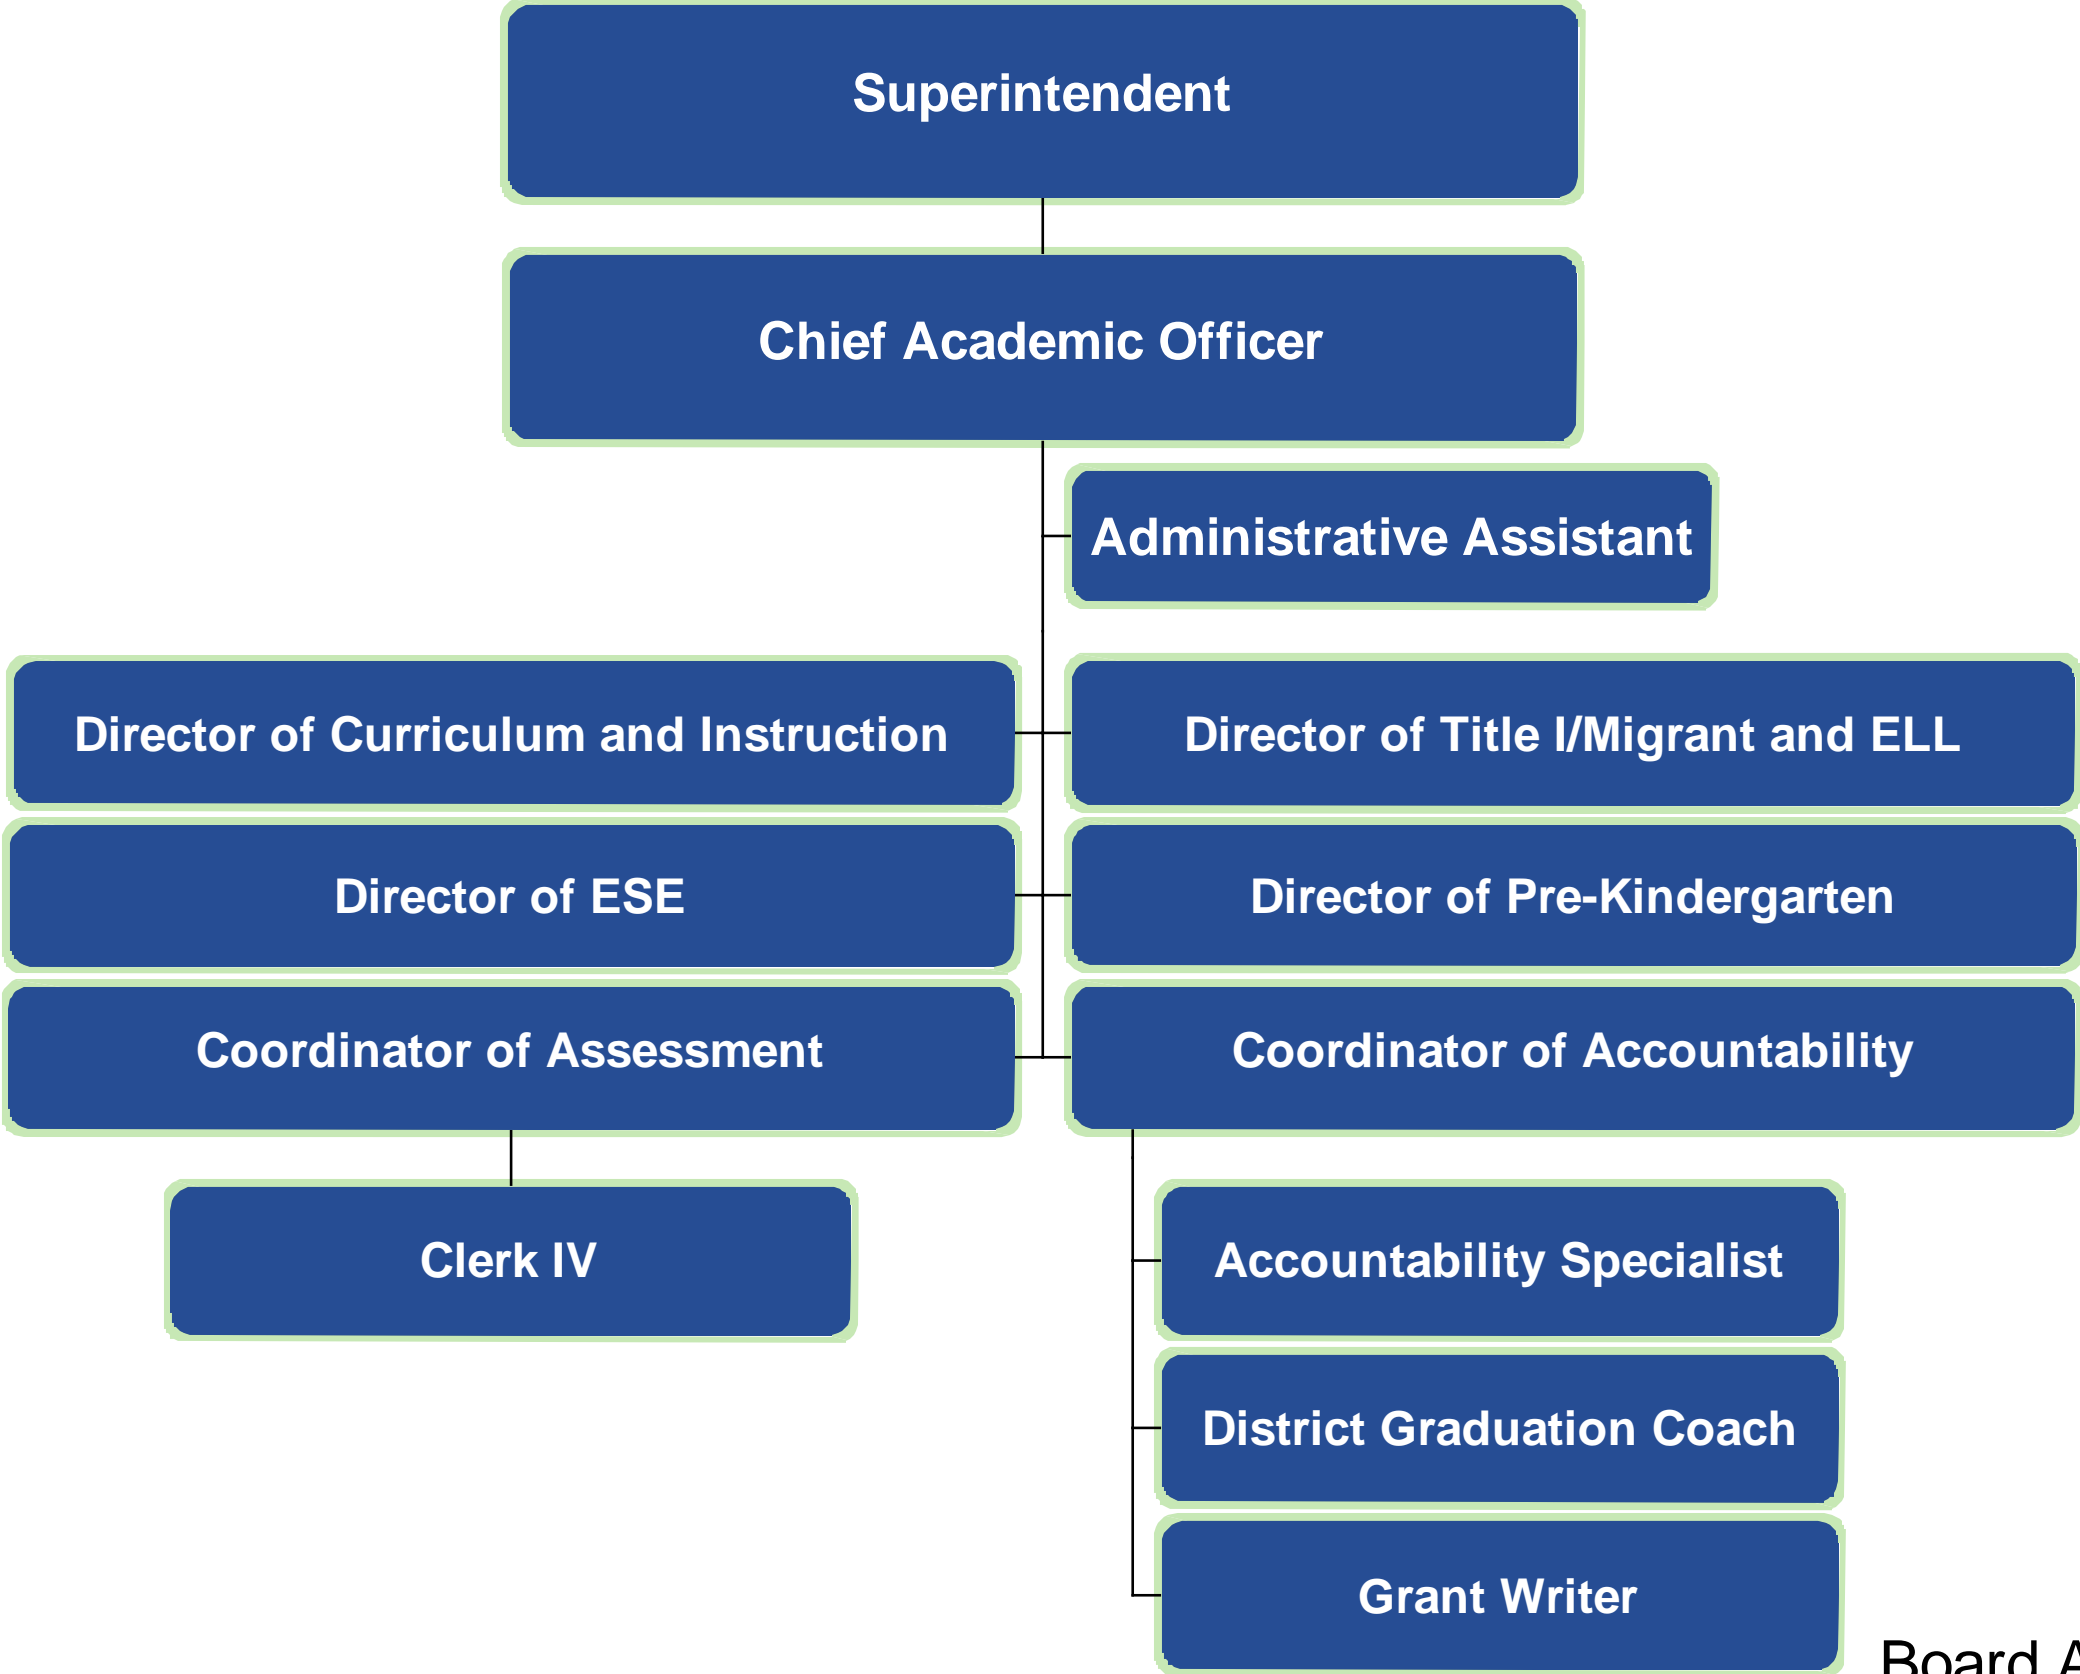 Superintendent
Chief Academic Officer
Administrative Assistant
Director of Curriculum and Instruction
Director of Title I/Migrant and ELL
Director of ESE
Director of Pre-Kindergarten
Coordinator of Assessment
Coordinator of Accountability
Clerk IV
Accountability Specialist
District Graduation Coach
Grant Writer
Board